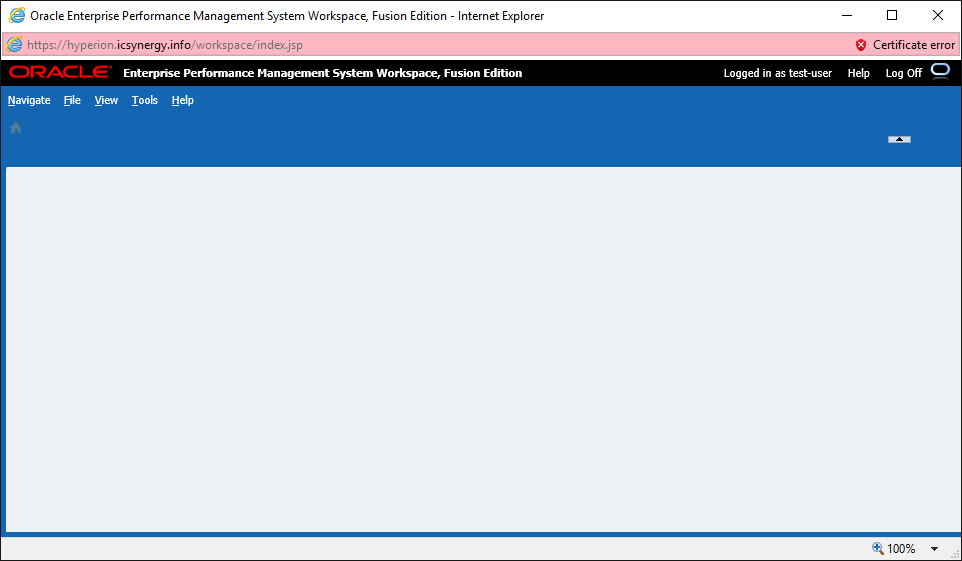 Oracle Enterprise Performance Management System Workspace, Fusion Edition - Internet Explorer
https://hyperion.icsynergy.info/workspace/index.jsp Certificate error
ORACLE Enterprise Performance Management System Workspace, Fusion Edition Logged in as test-user Help Log Off
Navigate File View Tools Help
100%